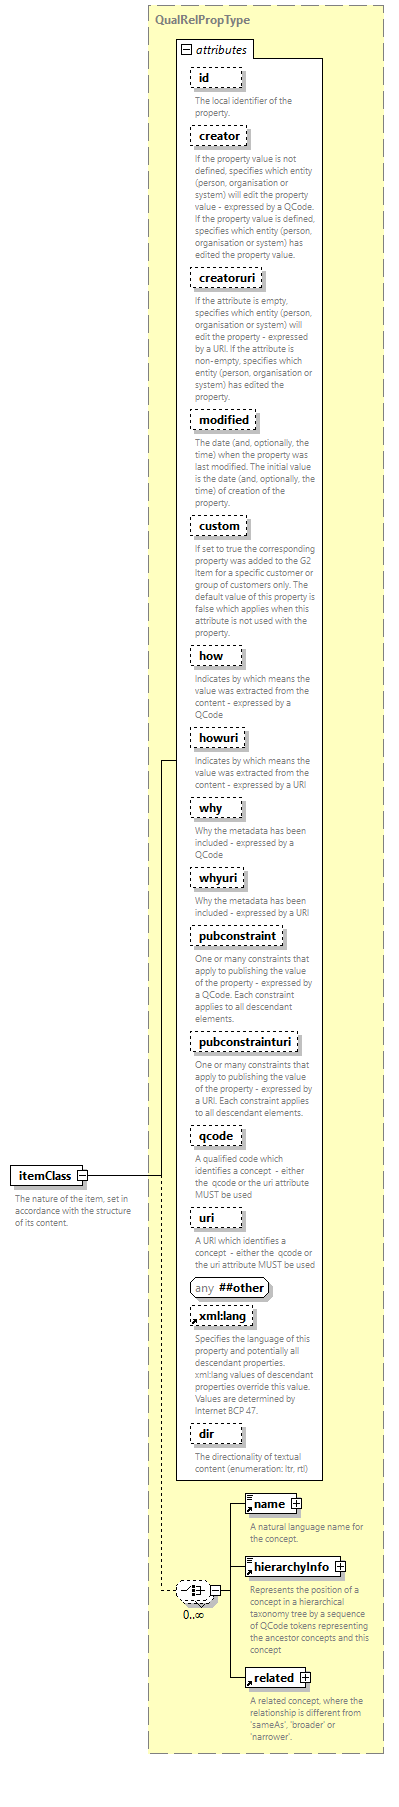 QualRelPropType
attributes
id
The local identifier of the
property.
creator
If the property value is not
defined, specifies which entity
(person, organisation or
system) will edit the property
value - expressed by a QCode.
If the property value is defined,
specifies which entity (person,
organisation or system) has
edited the property value.
creatoruri
If the attribute is empty,
specifies which entity (person,
organisation or system) will
edit the property - expressed
by a URI. If the attribute is
non-empty, specifies which
entity (person, organisation or
system) has edited the
property.
modified
The date (and, optionally, the
time) when the property was
last modified. The initial value
is the date (and, optionally, the
time) of creation of the
property.
custom
If set to true the corresponding
property was added to the G2
Item for a specific customer or
group of customers only. The
default value of this property is
false which applies when this
attribute is not used with the
property.
how
Indicates by which means the
value was extracted from the
content - expressed by a
QCode
howuri
Indicates by which means the
value was extracted from the
content - expressed by a URI
why
Why the metadata has been
included - expressed by a
QCode
whyuri
Why the metadata has been
included - expressed by a URI
pubconstraint
One or many constraints that
apply to publishing the value
of the property - expressed by
a QCode. Each constraint
applies to all descendant
elements.
pubconstrainturi
One or many constraints that
apply to publishing the value
of the property - expressed by
a URI. Each constraint applies
to all descendant elements.
qcode
A qualified code which
identifies a concept  - either
the  qcode or the uri attribute
MUST be used
itemClass
The nature of the item, set in
accordance with the structure
of its content.
uri
A URI which identifies a
concept  - either the  qcode or
the uri attribute MUST be used
any ##other
xml:lang
Specifies the language of this
property and potentially all
descendant properties.
xml:lang values of descendant
properties override this value.
Values are determined by
Internet BCP 47.
dir
The directionality of textual
content (enumeration: ltr, rtl)
name
A natural language name for
the concept.
hierarchyInfo
Represents the position of a
concept in a hierarchical
taxonomy tree by a sequence
of QCode tokens representing
the ancestor concepts and this
concept
0..∞
related
A related concept, where the
relationship is different from
'sameAs', 'broader' or
'narrower'.